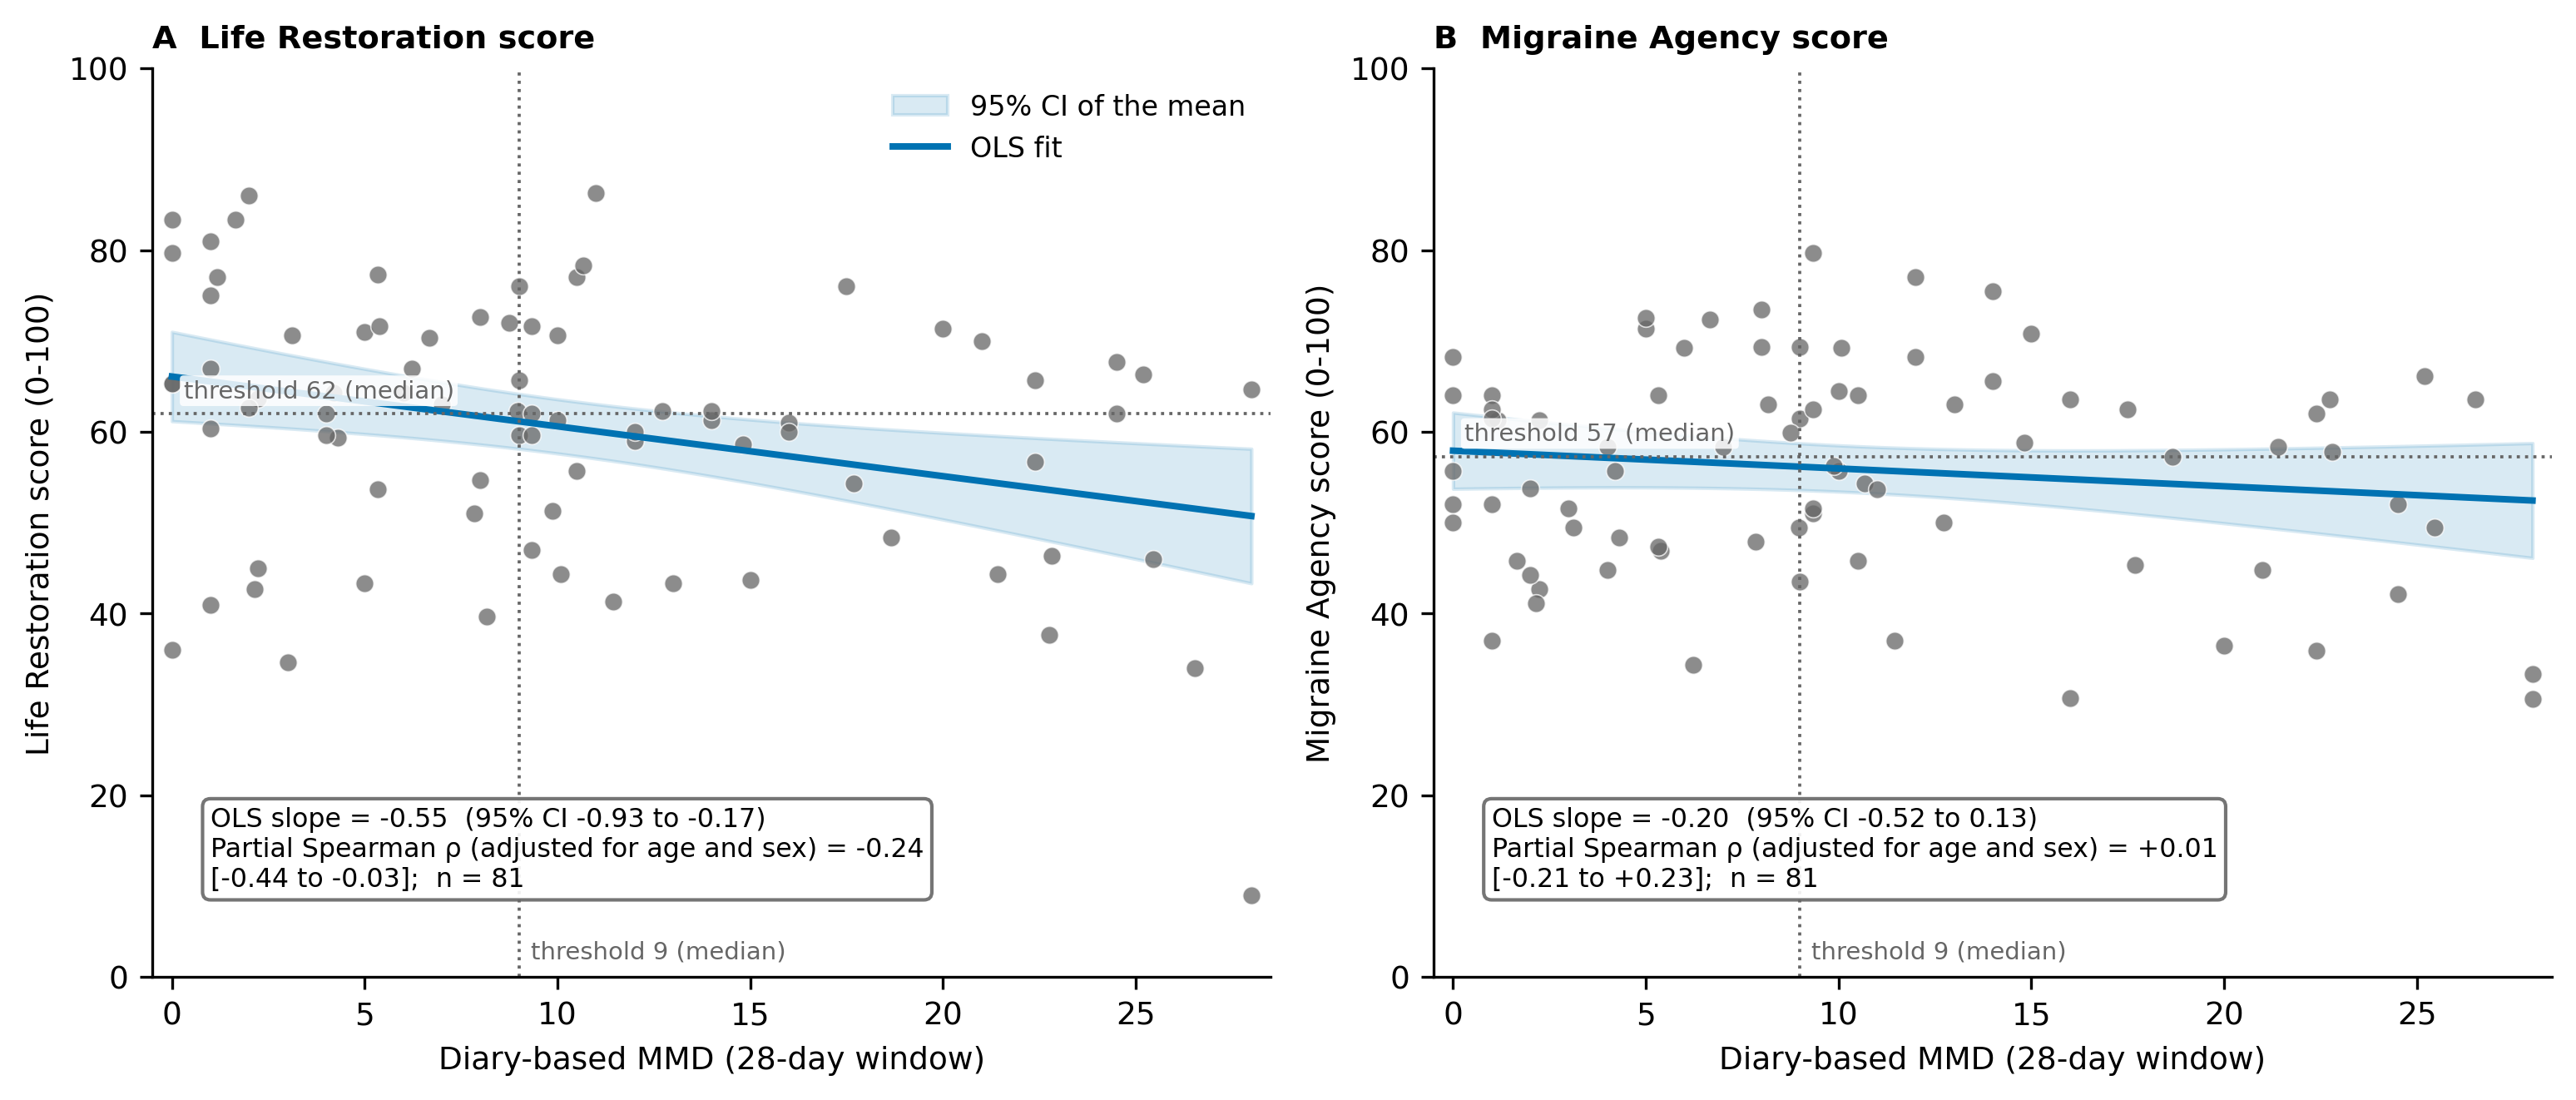 A  Life Restoration score
100
80
60
40
20
0
Life Restoration score (0-100)
95% CI of the mean
OLS fit
threshold 62 (median)
OLS slope = -0.55  (95% CI -0.93 to -0.17)
Partial Spearman ρ (adjusted for age and sex) = -0.24
[-0.44 to -0.03];  n = 81
threshold 9 (median)
0 5 10 15 20 25
Diary-based MMD (28-day window)
B  Migraine Agency score
100
80
60
40
20
0
Migraine Agency score (0-100)
threshold 57 (median)
OLS slope = -0.20  (95% CI -0.52 to 0.13)
Partial Spearman ρ (adjusted for age and sex) = +0.01
[-0.21 to +0.23];  n = 81
threshold 9 (median)
0 5 10 15 20 25
Diary-based MMD (28-day window)